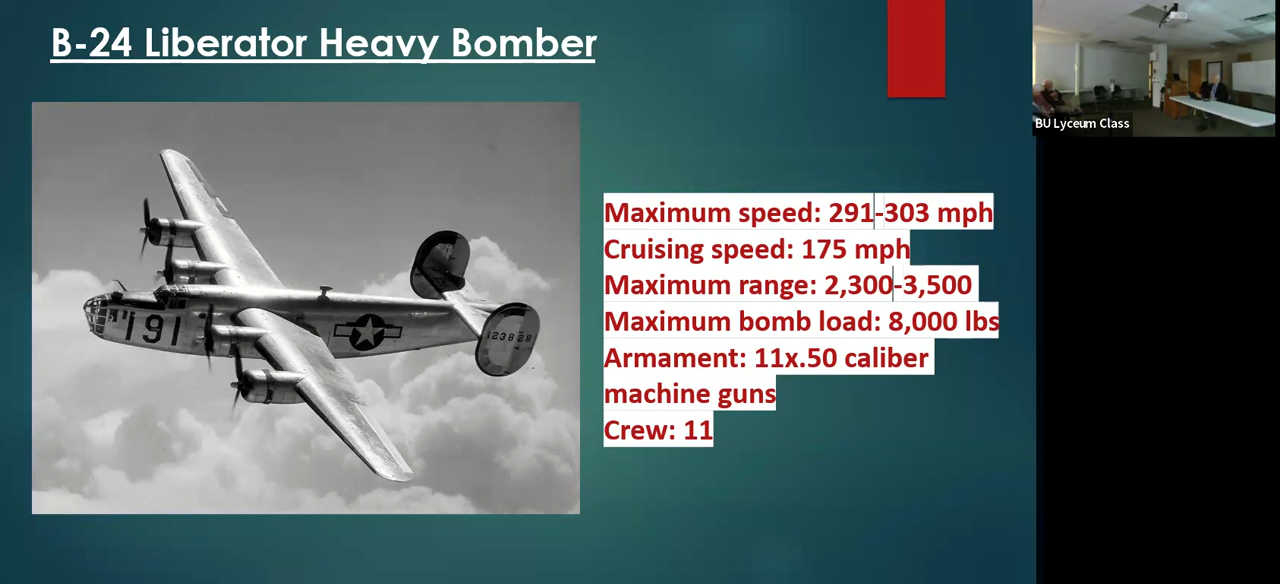 B-24 Liberator Heavy Bomber
BU Lyceum Class
191
123828
Maximum speed: 291-303 mph
Cruising speed: 175 mph
Maximum range: 2,300-3,500
Maximum bomb load: 8,000 lbs
Armament: 11x.50 caliber
machine guns
Crew: 11